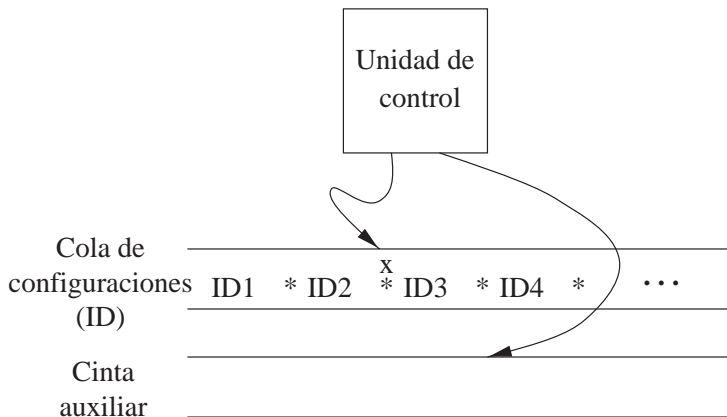 Unidad de
control
Cola de
configuraciones
(ID)
x
ID1 * ID2 * ID3 * ID4 * ...
Cinta
auxiliar